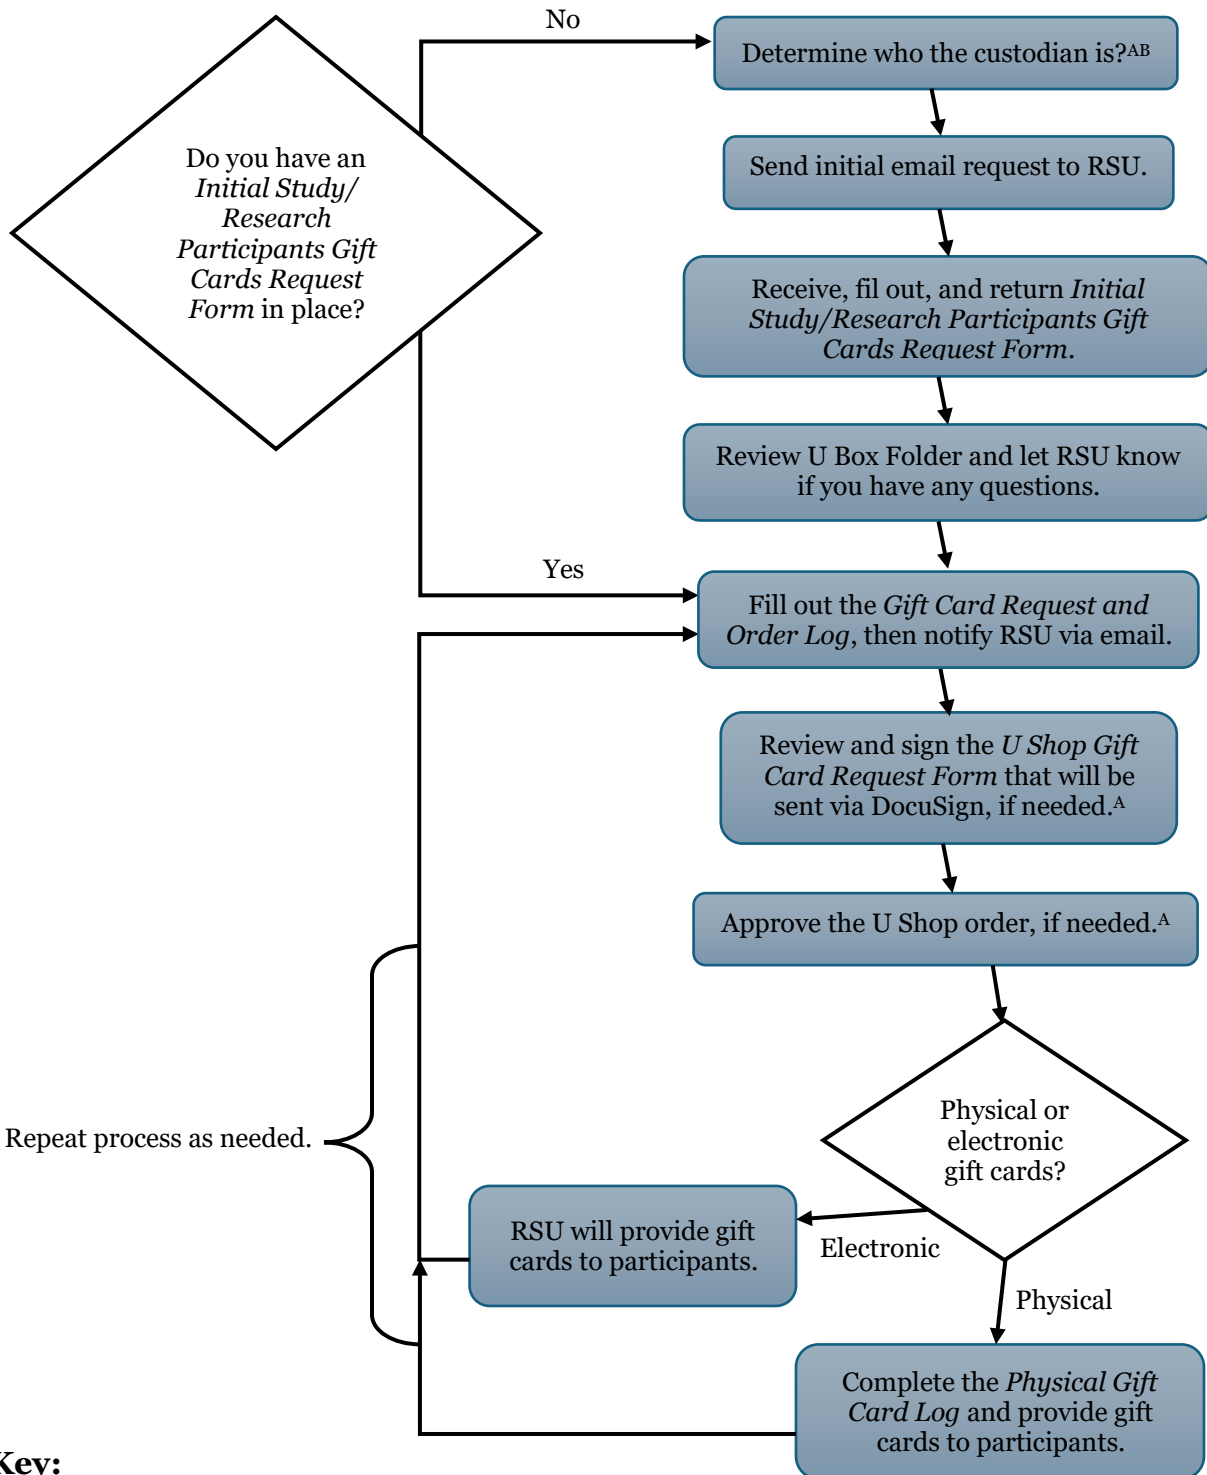 No
Determine who the custodian is?ᴬᴮ
Do you have an
Initial Study/
Research
Participants Gift
Cards Request
Form in place?
Send initial email request to RSU.
Receive, fill out, and return Initial
Study/Research Participants Gift
Cards Request Form.
Review U Box Folder and let RSU know
if you have any questions.
Yes
Fill out the Gift Card Request and
Order Log, then notify RSU via email.
Review and sign the U Shop Gift
Card Request Form that will be
sent via DocuSign, if needed.ᴬ
Approve the U Shop order, if needed.ᴬ
Physical or
electronic
gift cards?
Repeat process as needed.
RSU will provide gift
cards to participants.
Electronic
Physical
Complete the Physical Gift
Card Log and provide gift
cards to participants.
Key: